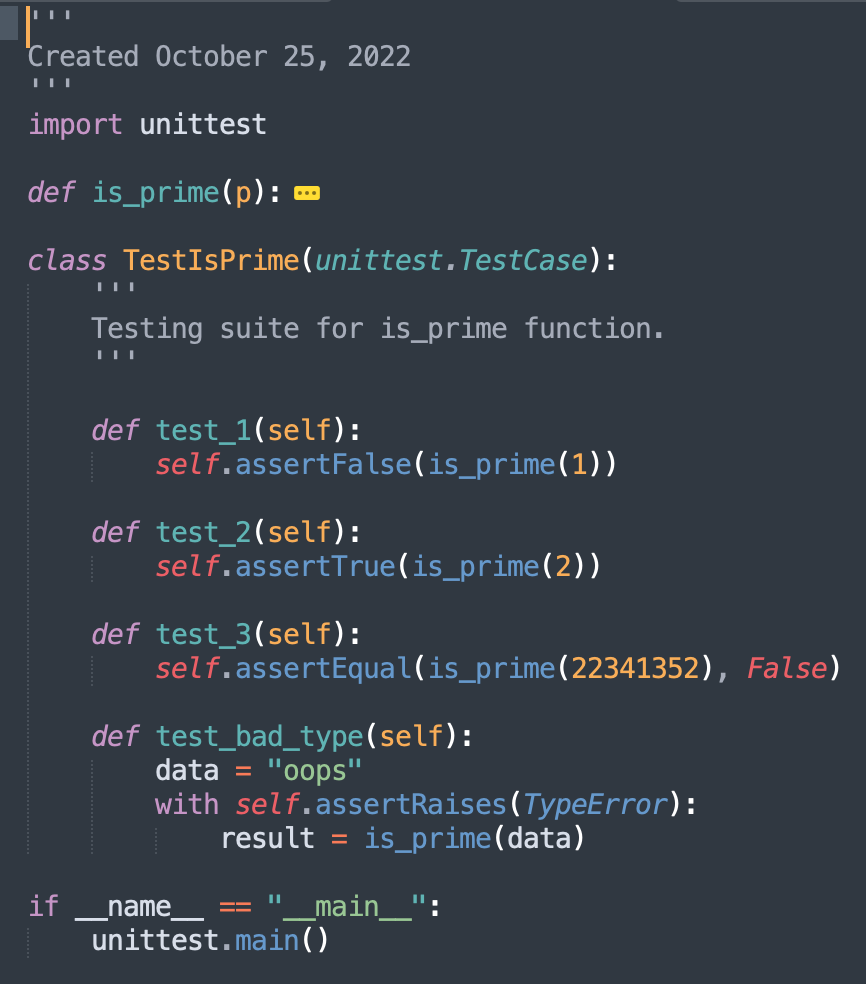 '''
Created October 25, 2022
'''
import unittest
def is_prime(p): ...
class TestIsPrime(unittest.TestCase):
'''
Testing suite for is_prime function.
'''
def test_1(self):
self.assertFalse(is_prime(1))
def test_2(self):
self.assertTrue(is_prime(2))
def test_3(self):
self.assertEqual(is_prime(22341352), False)
def test_bad_type(self):
data = "oops"
with self.assertRaises(TypeError):
result = is_prime(data)
if __name__ == "__main__":
unittest.main()